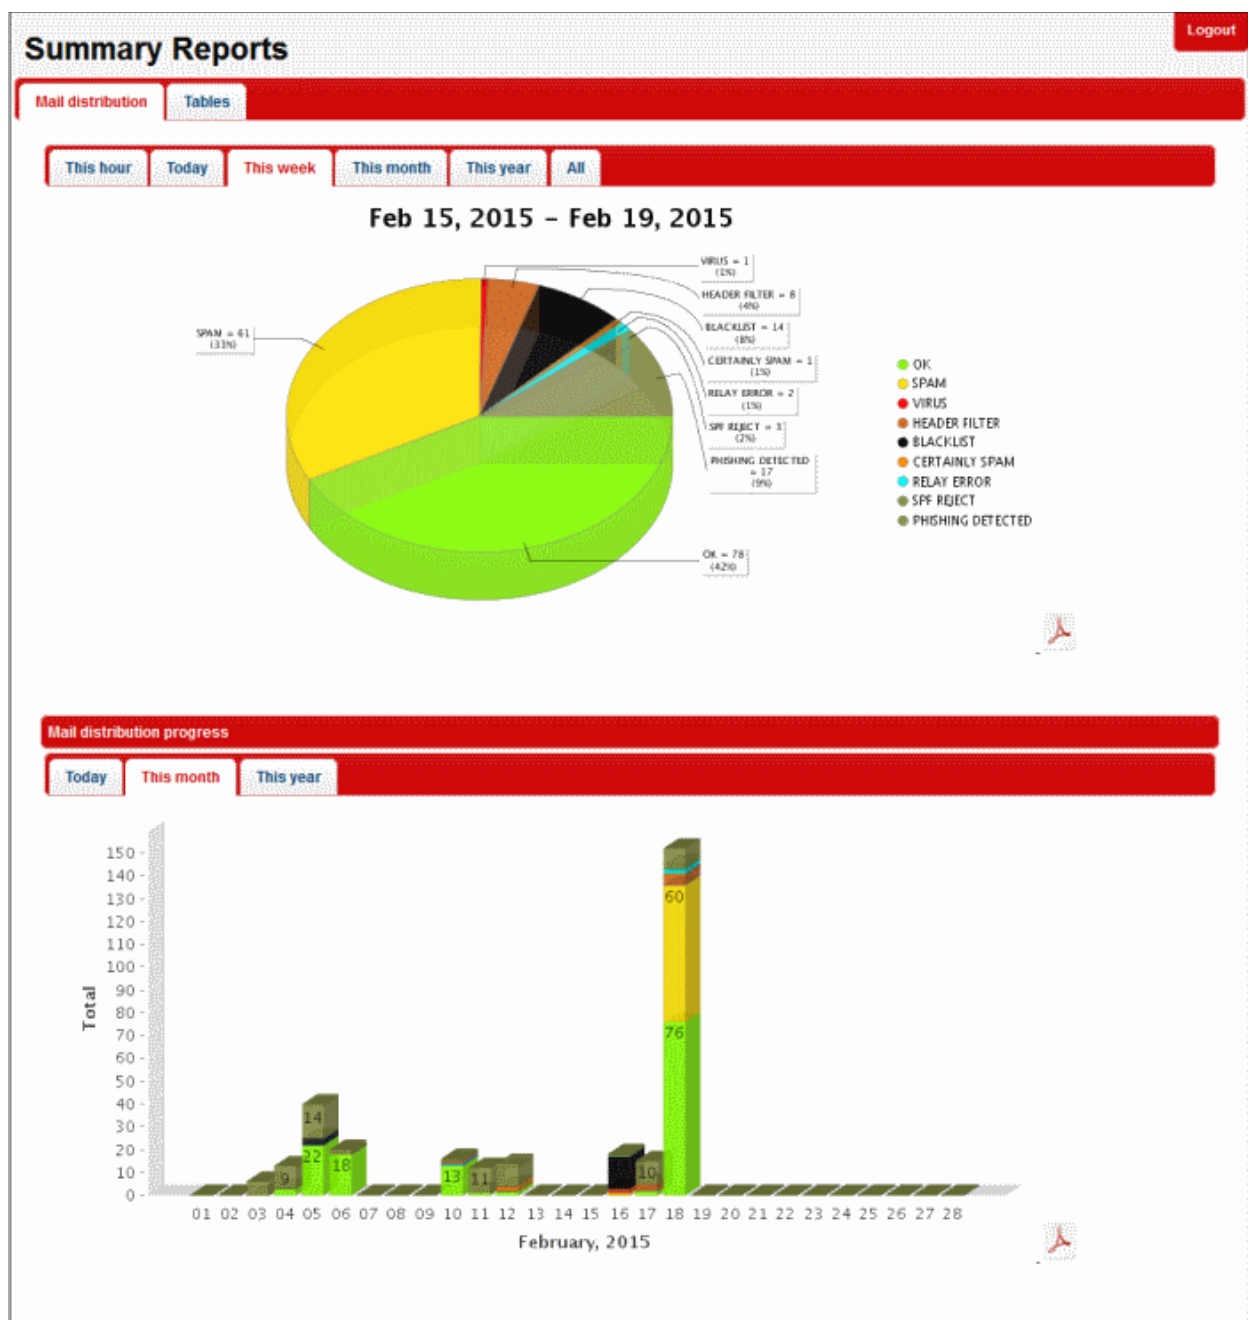 Logout
Summary Reports
Mail distribution Tables
This hour Today This week This month This year All
Feb 15, 2015 – Feb 19, 2015
VIRUS = 1
(1%)
HEADER FILTER = 8
(4%)
SPAM = 61
(33%)
BLACKLIST = 14
(8%)
CERTAINLY SPAM = 1
(1%)
RELAY ERROR = 2
(1%)
SPF REJECT = 3
(2%)
PHISHING DETECTED
= 17
(9%)
OK = 78
(42%)
OK
SPAM
VIRUS
HEADER FILTER
BLACKLIST
CERTAINLY SPAM
RELAY ERROR
SPF REJECT
PHISHING DETECTED
Mail distribution progress
Today This month This year
150
140
130
120
110
100
90
80
70
60
50
40
30
20
10
0
Total
9
14
22
18
13
11
10
60
76
01 02 03 04 05 06 07 08 09 10 11 12 13 14 15 16 17 18 19 20 21 22 23 24 25 26 27 28
February, 2015